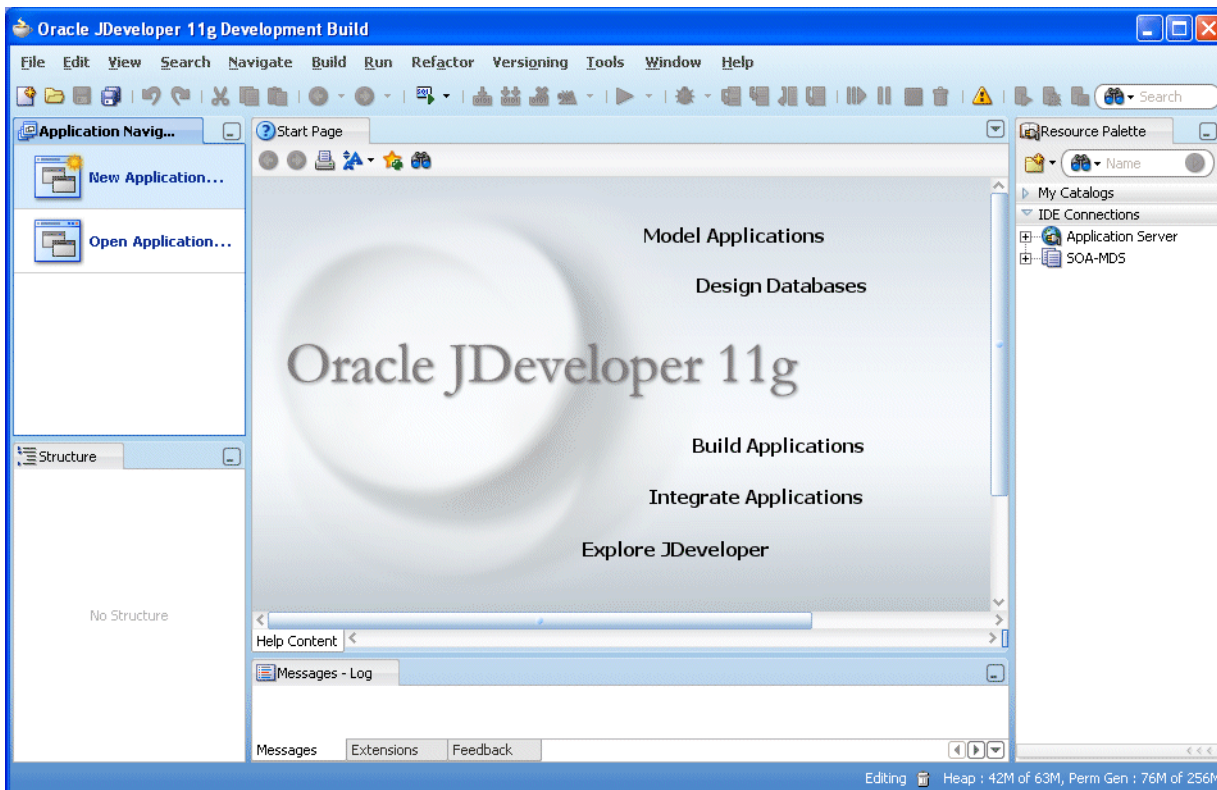 Oracle JDeveloper 11g Development Build
File Edit View Search Navigate Build Run Refactor Versioning Tools Window Help
Search
Application Navig...
New Application...
Open Application...
Structure
No Structure
Start Page
Model Applications
Design Databases
Oracle JDeveloper 11g
Build Applications
Integrate Applications
Explore JDeveloper
Help Content
Messages - Log
Messages Extensions Feedback
Resource Palette
Name
My Catalogs
IDE Connections
Application Server
SOA-MDS
Editing Heap : 42M of 63M, Perm Gen : 76M of 256M